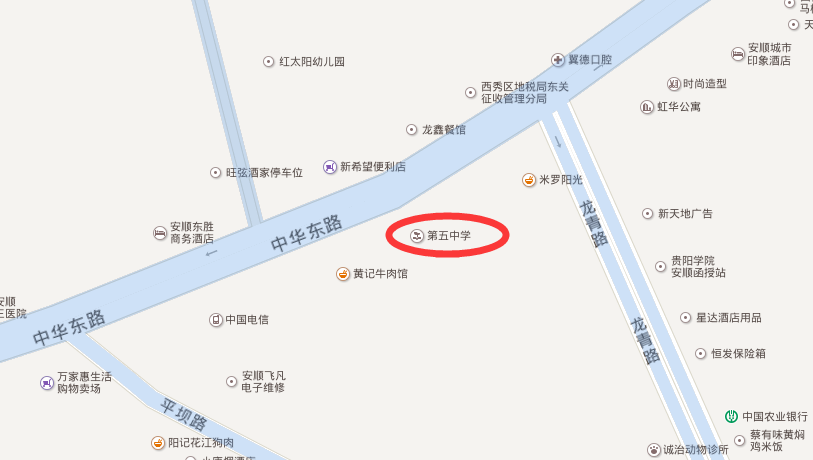 马
天
安顺城市
印象酒店
红太阳幼儿园
冀德口腔
西秀区地税局东关
征收管理分局
时尚造型
虹华公寓
龙鑫餐馆
旺弦酒家停车位
新希望便利店
米罗阳光
龙青路
新天地广告
安顺东胜
商务酒店
中华东路
第五中学
贵阳学院
安顺函授站
黄记牛肉馆
安顺
王医院
中华东路
中国电信
龙青路
星达酒店用品
恒发保险箱
万家惠生活
购物卖场
安顺飞凡
电子维修
平坝路
中国农业银行
阳记花江狗肉
蔡有味黄焖
鸡米饭
诚治动物诊所